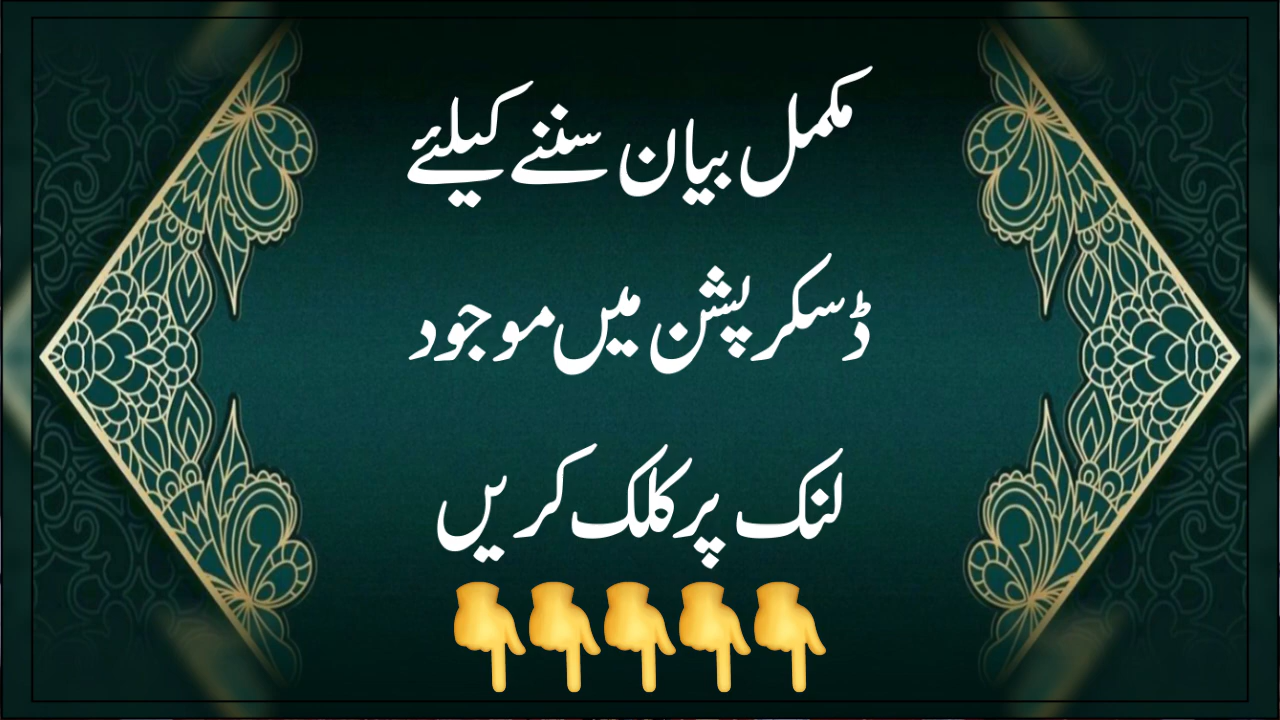 مکمل بیان سننے کیلئے
ڈسکرپشن میں موجود
لنک پر کلک کریں
👇👇👇👇👇